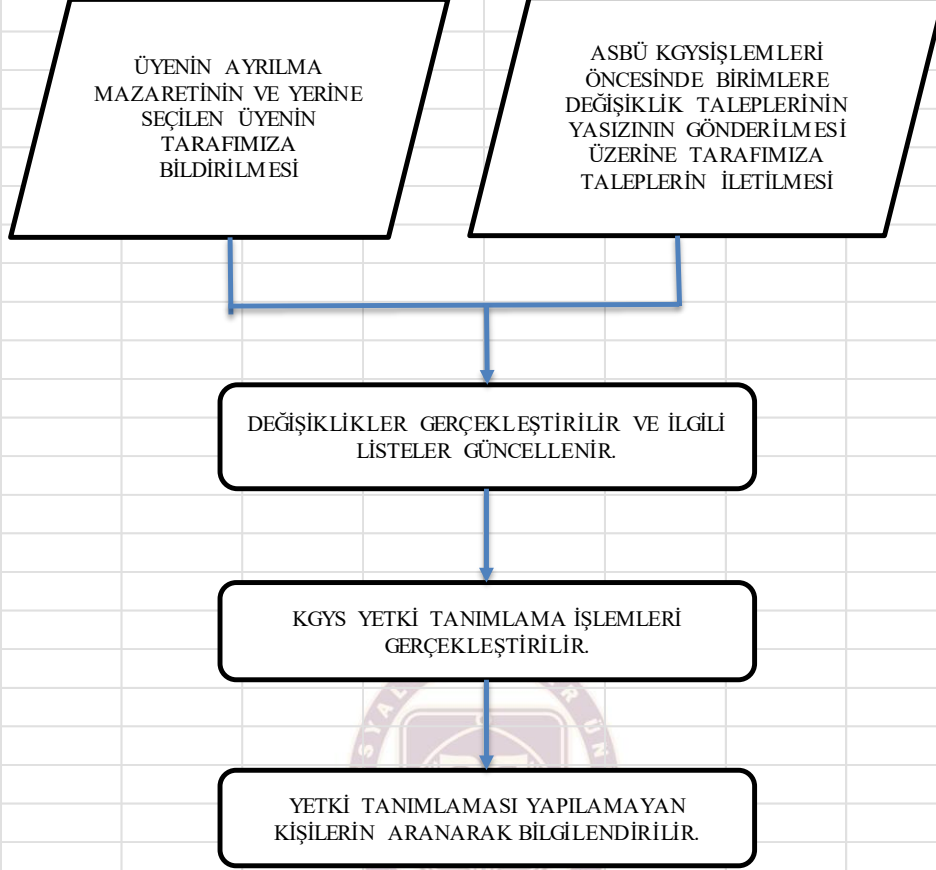 ÜYENİN AYRILMA
MAZARETİNİN VE YERİNE
SEÇİLEN ÜYENİN
TARAFIMIZA
BİLDİRİLMESİ
ASBÜ KGYSİŞLEMLERİ
ÖNCESİNDE BİRİMLERE
DEĞİŞİKLİK TALEPLERİNİN
YASIZININ GÖNDERİLMESİ
ÜZERİNE TARAFIMIZA
TALEPLERİN İLETİLMESİ
DEĞİŞİKLİKLER GERÇEKLEŞTİRİLİR VE İLGİLİ
LİSTELER GÜNCELLENİR.
KGYS YETKİ TANIMLAMA İŞLEMLERİ
GERÇEKLEŞTİRİLİR.
YETKİ TANIMLAMASI YAPILAMAYAN
KİŞİLERİN ARANARAK BİLGİLENDİRİLİR.